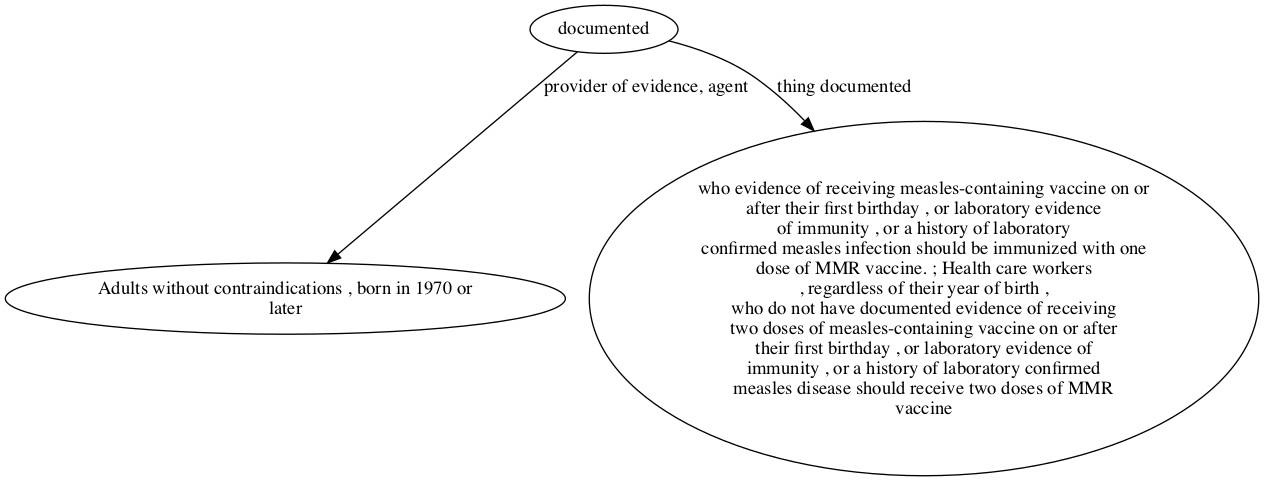 documented
provider of evidence, agent
thing documented
who evidence of receiving measles-containing vaccine on or
after their first birthday , or laboratory evidence
of immunity , or a history of laboratory
confirmed measles infection should be immunized with one
dose of MMR vaccine. ; Health care workers
, regardless of their year of birth ,
who do not have documented evidence of receiving
two doses of measles-containing vaccine on or after
their first birthday , or laboratory evidence of
immunity , or a history of laboratory confirmed
measles disease should receive two doses of MMR
vaccine
Adults without contraindications , born in 1970 or
later